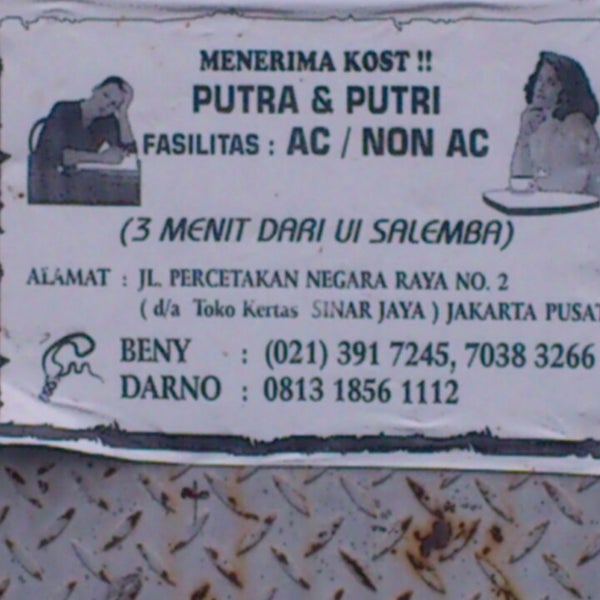 MENERIMA KOST !!
PUTRA & PUTRI
FASILITAS : AC / NON AC
(3 MENIT DARI UI SALEMBA)
ALAMAT : JL. PERCETAKAN NEGARA RAYA NO. 2
( d/a Toko Kertas SINAR JAYA ) JAKARTA PUSAT
BENY : (021) 391 7245, 7038 3266
DARNO : 0813 1856 1112